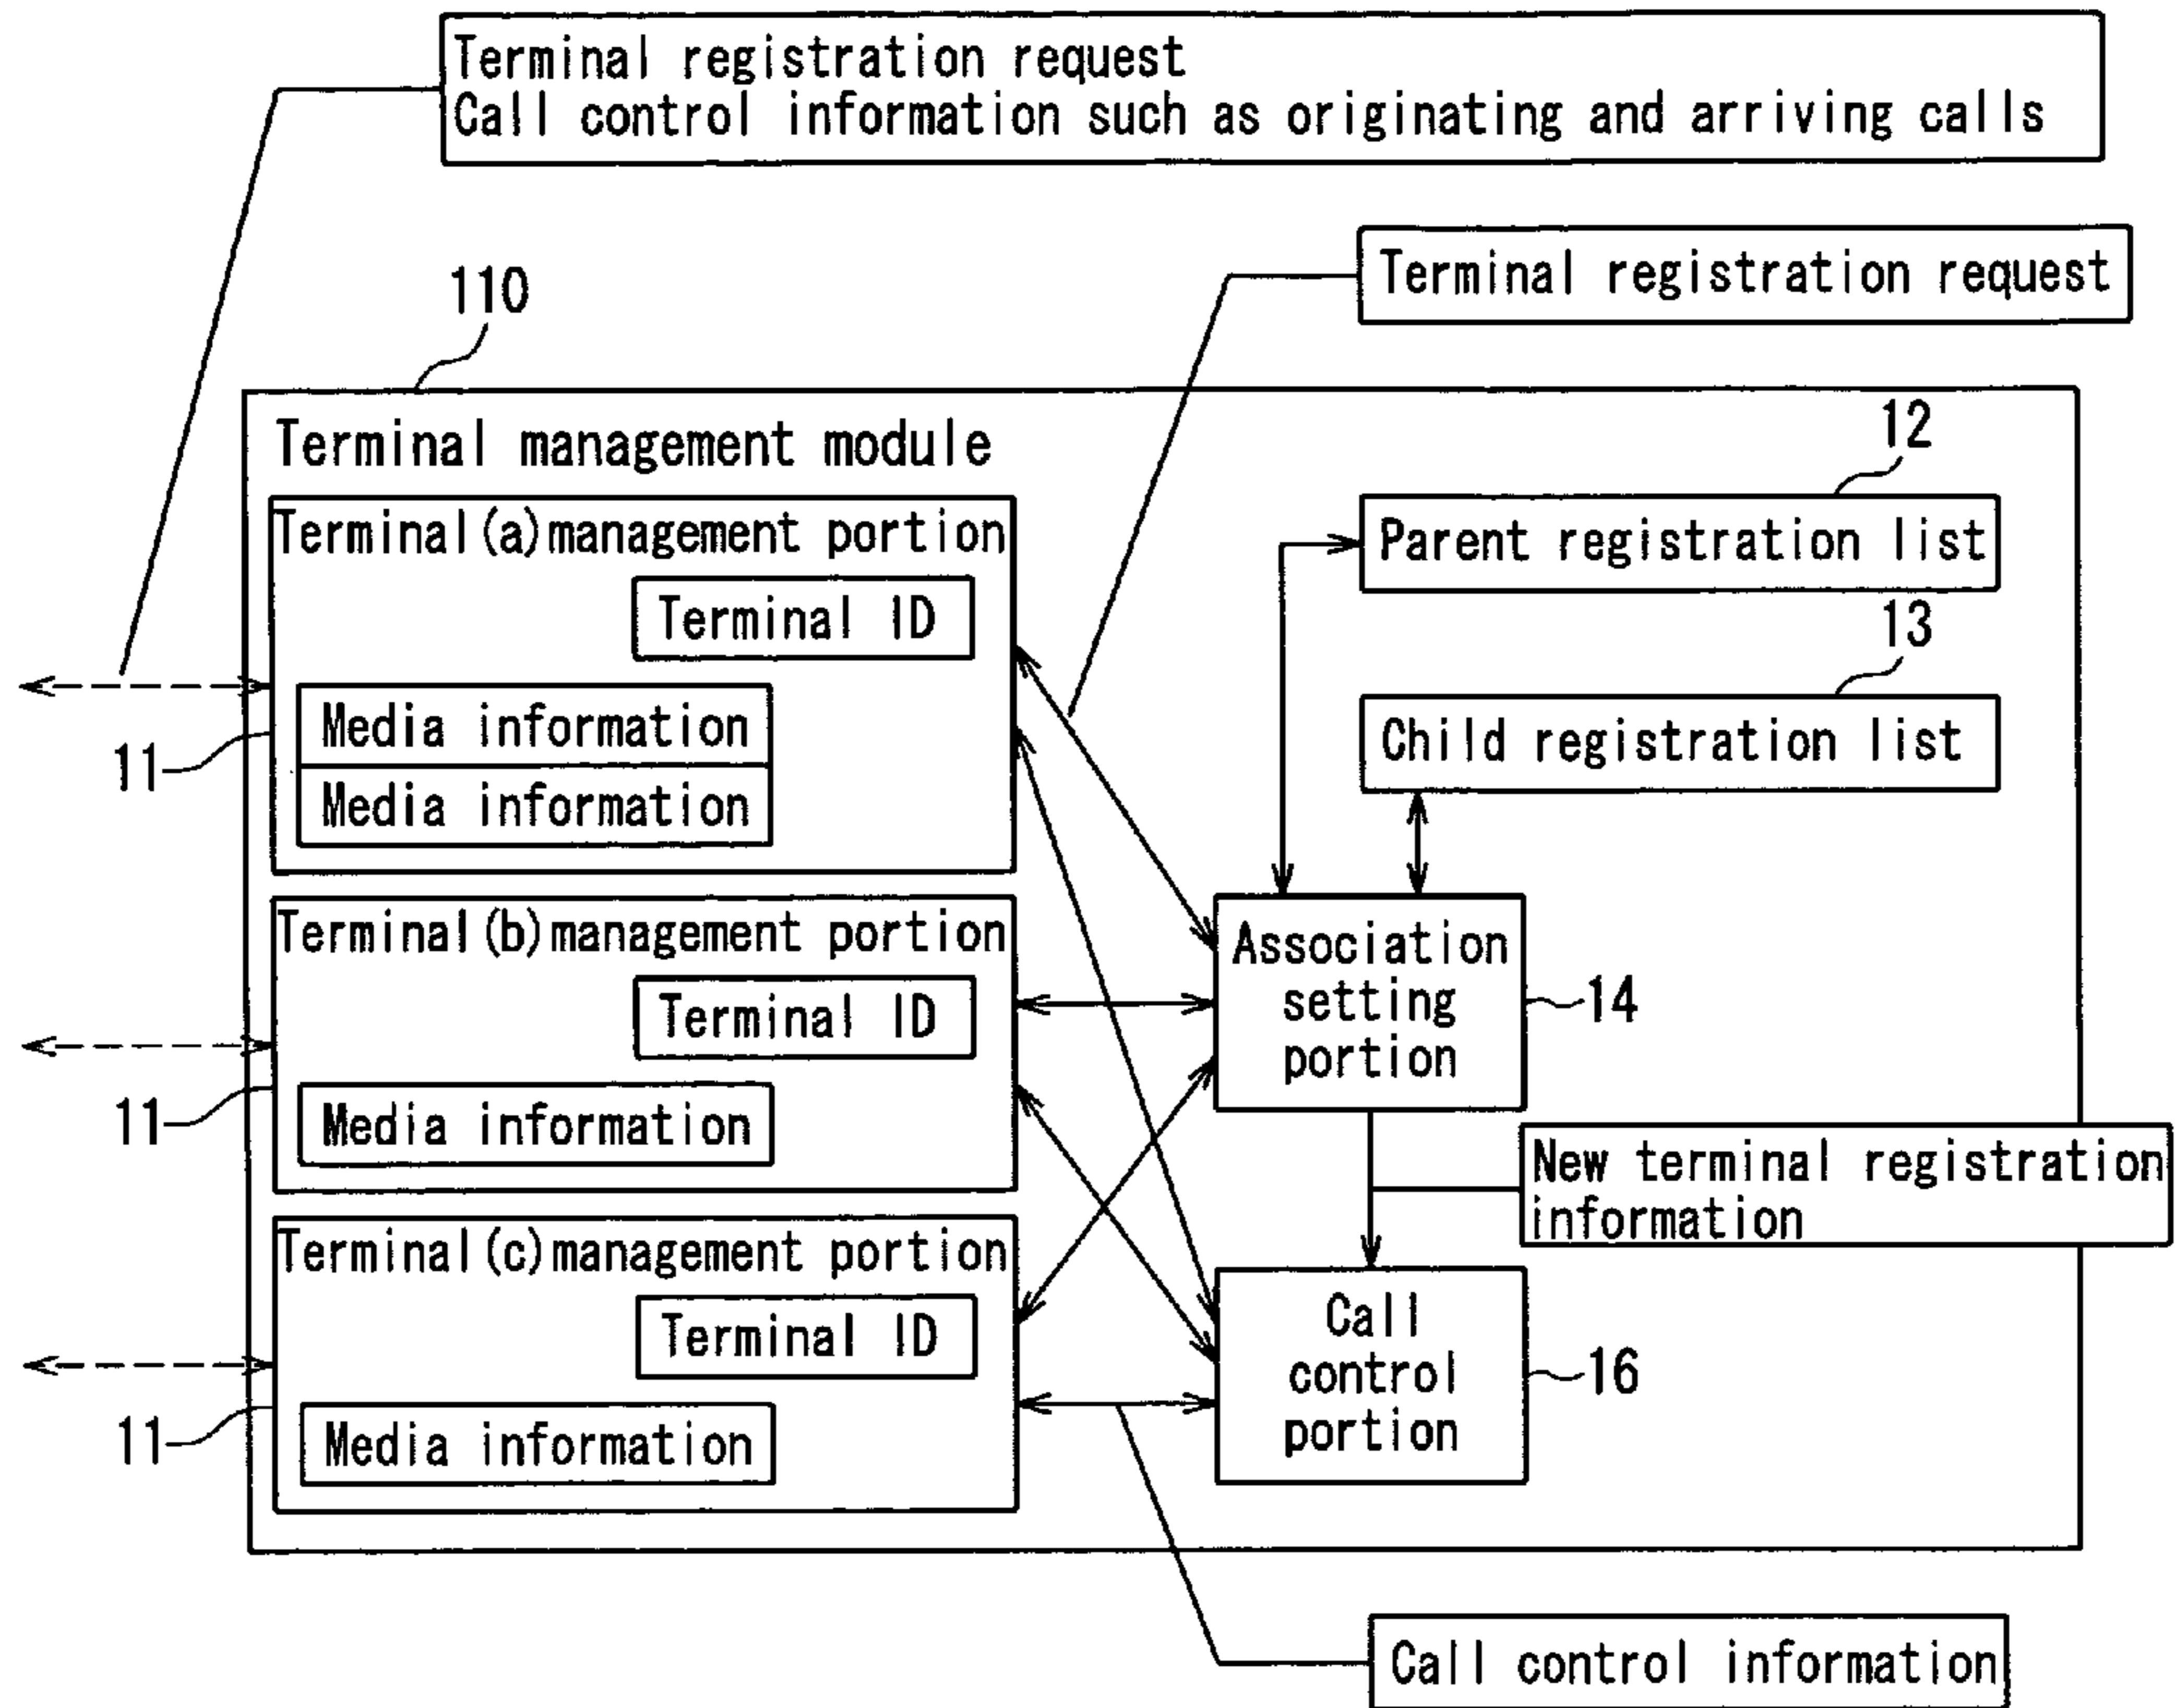 Terminal registration request
Call control information such as originating and arriving calls
Terminal registration request
110
Terminal management module
12
Parent registration list
13
Child registration list
Terminal(a)management portion
Terminal ID
Media information
Media information
11
Terminal(b)management portion
Terminal ID
Media information
11
Association
setting
portion
14
New terminal registration
information
Terminal(c)management portion
Terminal ID
Media information
11
Call
control
portion
16
Call control information